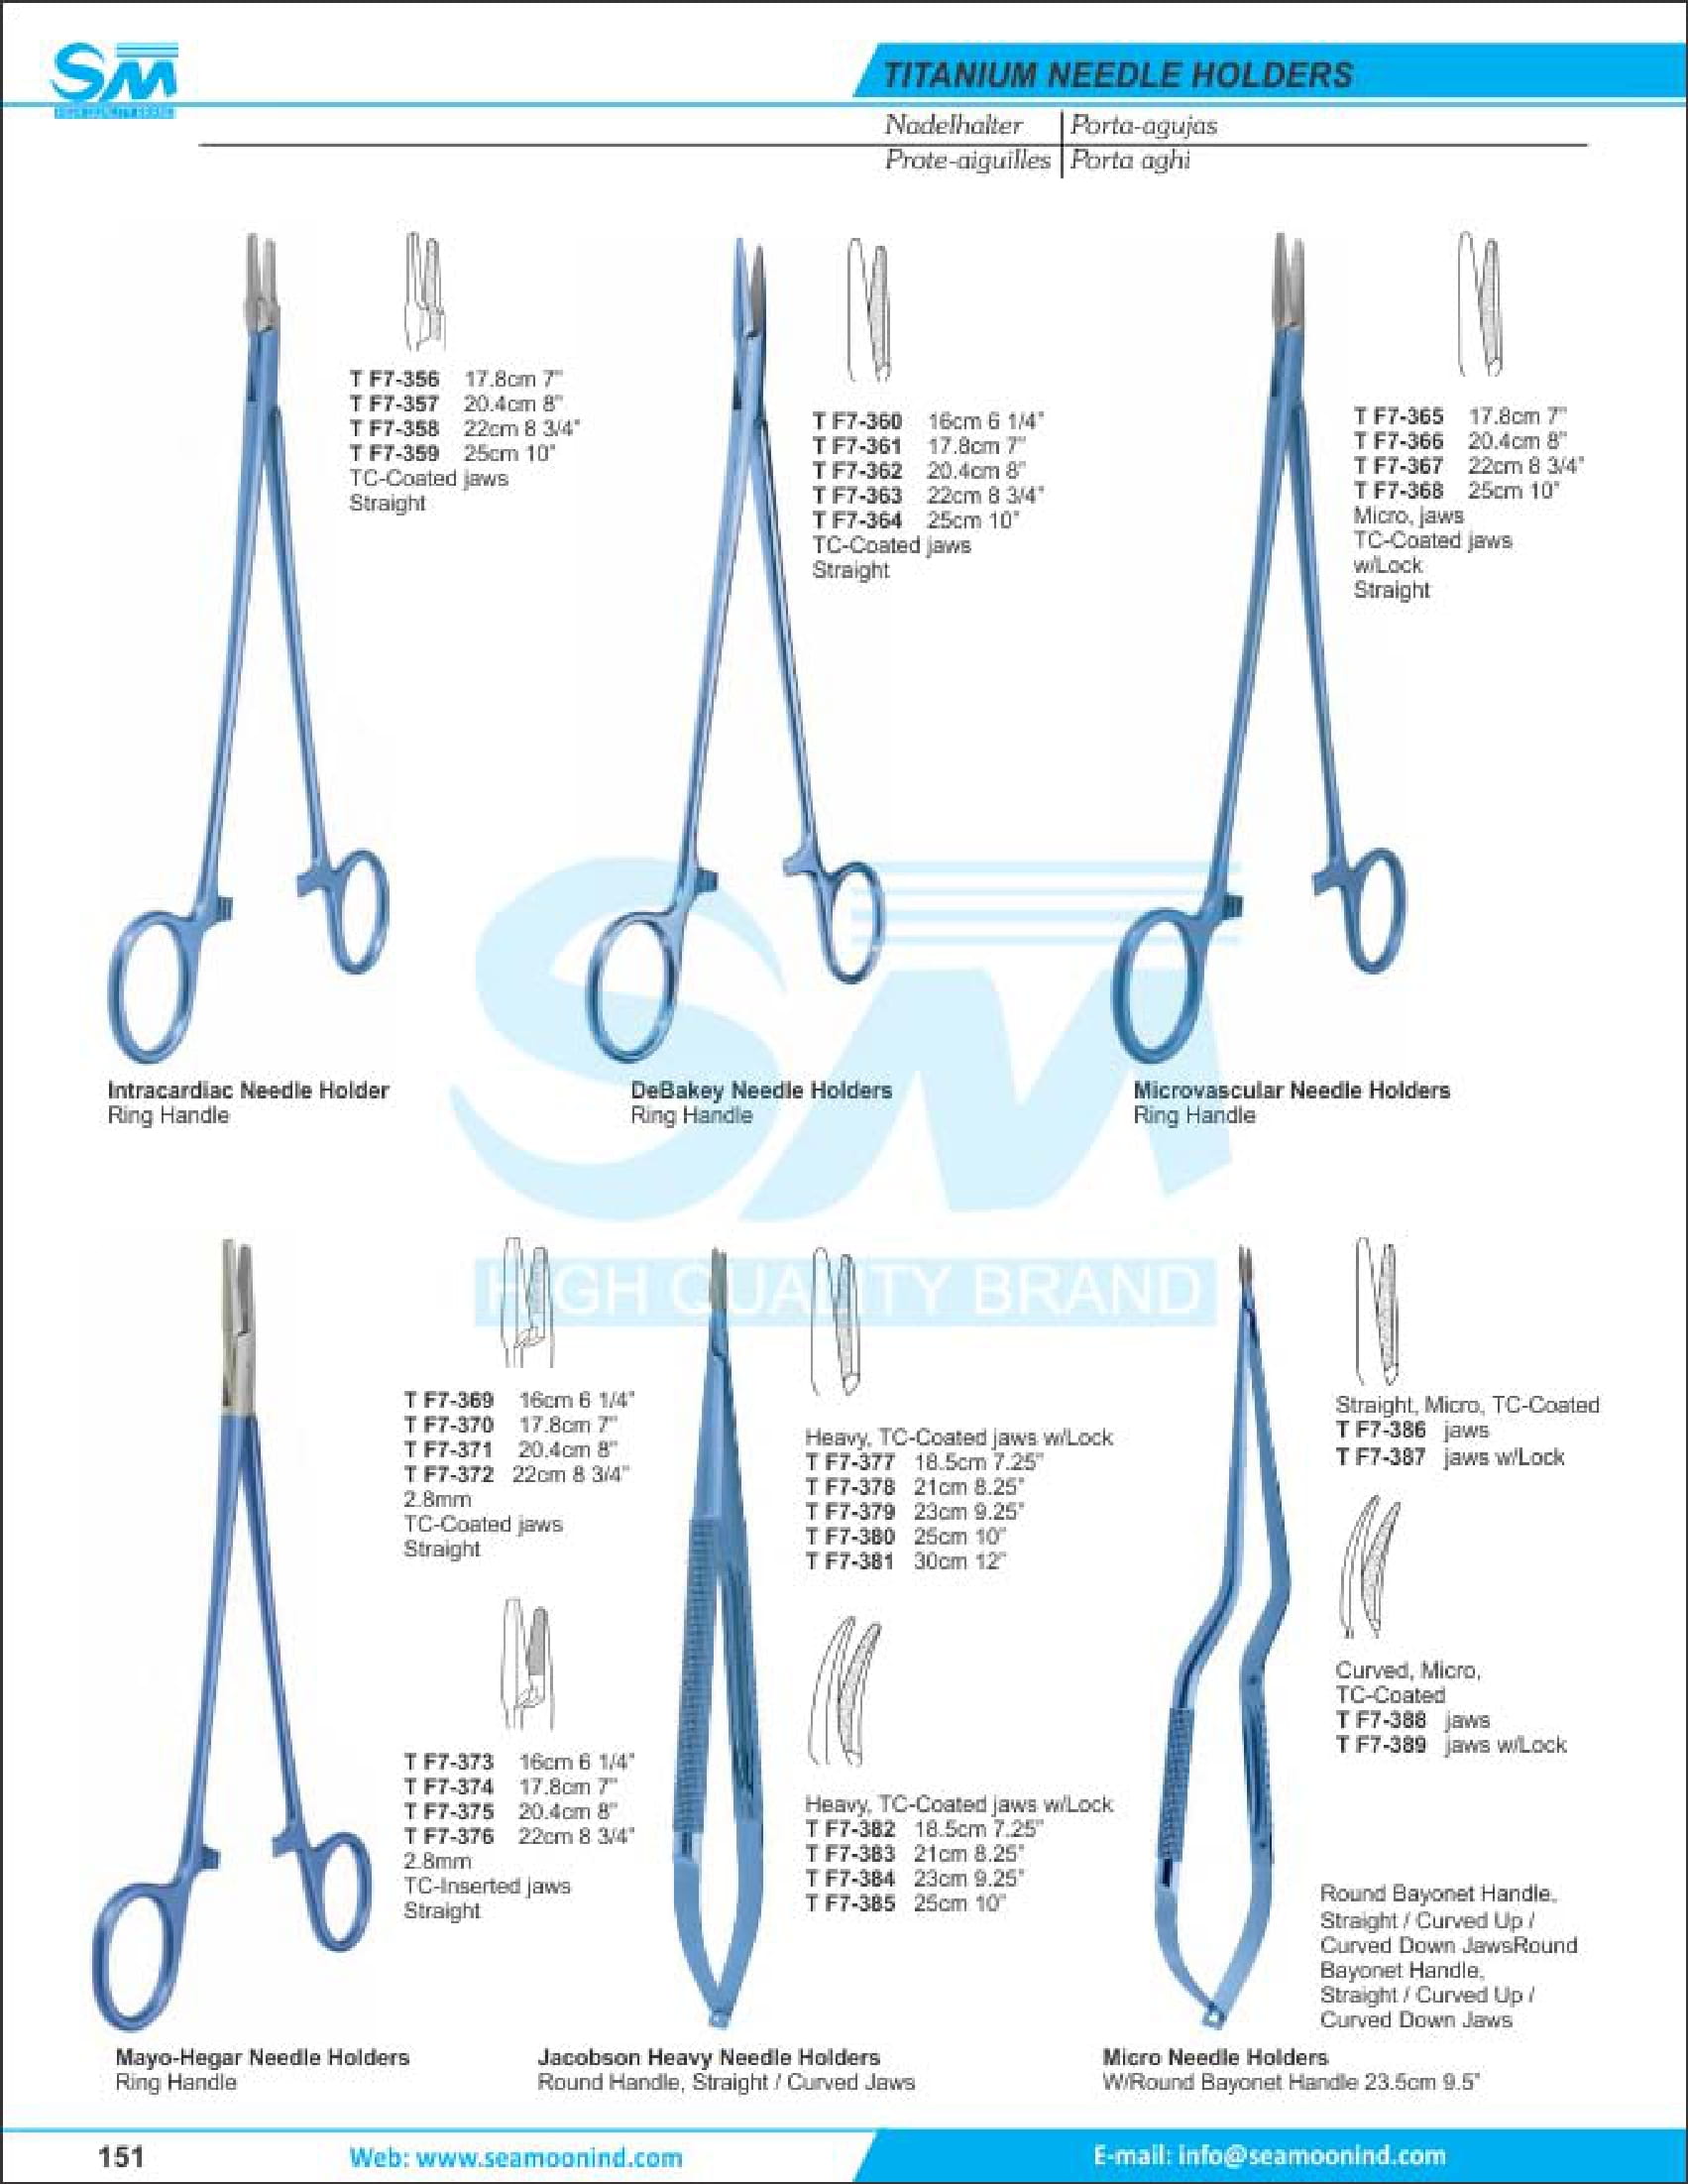 SM
TITANIUM NEEDLE HOLDERS
Nadelhalter
Porta-agujas
Prote-aiguilles
Porta aghi
T F7-356 17.8cm 7"
T F7-357 20.4cm 8"
T F7-358 22cm 8 3/4"
T F7-359 25cm 10"
TC-Coated jaws
Straight
T F7-360 16cm 6 1/4"
T F7-361 17.8cm 7"
T F7-362 20.4cm 8"
T F7-363 22cm 8 3/4"
T F7-364 25cm 10"
TC-Coated jaws
Straight
T F7-365 17.8cm 7"
T F7-366 20.4cm 8"
T F7-367 22cm 8 3/4"
T F7-368 25cm 10"
Micro, jaws
TC-Coated jaws
w/Lock
Straight
Intracardiac Needle Holder
Ring Handle
DeBakey Needle Holders
Ring Handle
Microvascular Needle Holders
Ring Handle
SM
HIGH QUALITY BRAND
T F7-369 16cm 6 1/4"
T F7-370 17.8cm 7"
T F7-371 20.4cm 8"
T F7-372 22cm 8 3/4"
2.8mm
TC-Coated jaws
Straight
T F7-373 16cm 6 1/4"
T F7-374 17.8cm 7"
T F7-375 20.4cm 8"
T F7-376 22cm 8 3/4"
2.8mm
TC-Inserted jaws
Straight
Heavy, TC-Coated jaws w/Lock
T F7-377 18.5cm 7.25"
T F7-378 21cm 8.25"
T F7-379 23cm 9.25"
T F7-380 25cm 10"
T F7-381 30cm 12"
Heavy, TC-Coated jaws w/Lock
T F7-382 18.5cm 7.25"
T F7-383 21cm 8.25"
T F7-384 23cm 9.25"
T F7-385 25cm 10"
Straight, Micro, TC-Coated
T F7-386 jaws
T F7-387 jaws w/Lock
Curved, Micro,
TC-Coated
T F7-388 jaws
T F7-389 jaws w/Lock
Round Bayonet Handle,
Straight / Curved Up /
Curved Down JawsRound
Bayonet Handle,
Straight / Curved Up /
Curved Down Jaws
Mayo-Hegar Needle Holders
Ring Handle
Jacobson Heavy Needle Holders
Round Handle, Straight / Curved Jaws
Micro Needle Holders
W/Round Bayonet Handle 23.5cm 9.5"
151
Web: www.seamoonind.com
E-mail: info@seamoonind.com